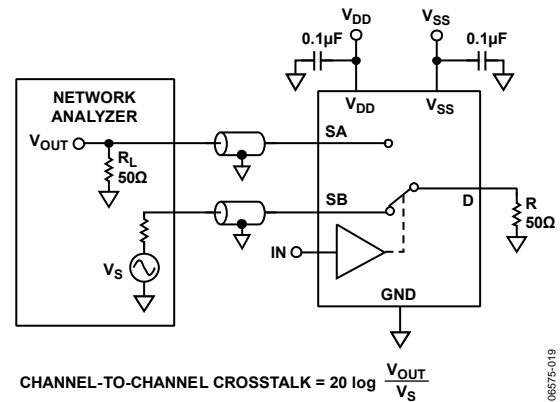 V_DD
V_SS
0.1µF
0.1µF
NETWORK
ANALYZER
V_DD
V_SS
V_OUT
SA
R_L
50Ω
SB
D
R
50Ω
IN
V_S
GND
CHANNEL-TO-CHANNEL CROSSTALK = 20 log V_OUT / V_S
06575-019